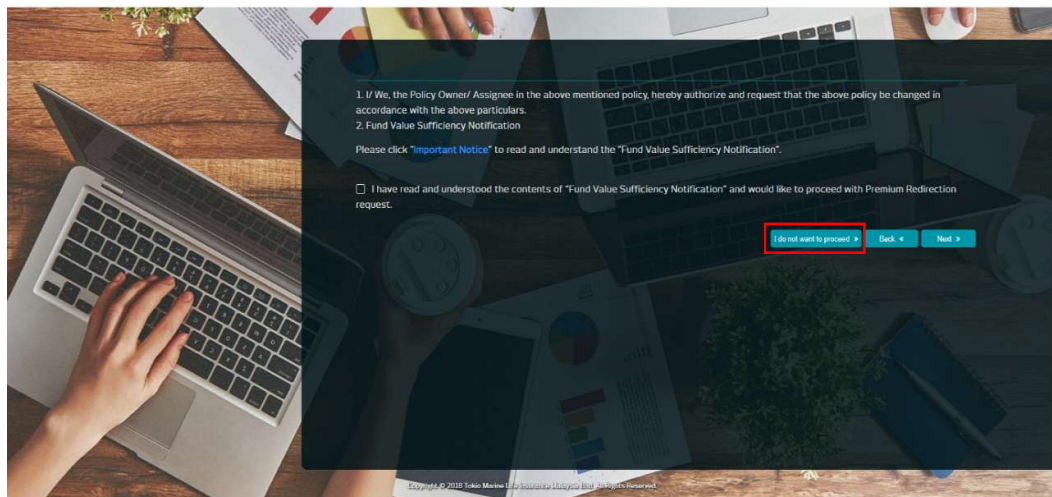 1. I/ We, the Policy Owner/ Assignee in the above mentioned policy, hereby authorize and request that the above policy be changed in
accordance with the above particulars.
2. Fund Value Sufficiency Notification
Please click "Important Notice" to read and understand the "Fund Value Sufficiency Notification".
I have read and understood the contents of "Fund Value Sufficiency Notification" and would like to proceed with Premium Redirection
request.
I do not want to proceed » Back « Next »
Copyright © 2018 Tokio Marine Life Insurance Malaysia Bhd. All Rights Reserved.